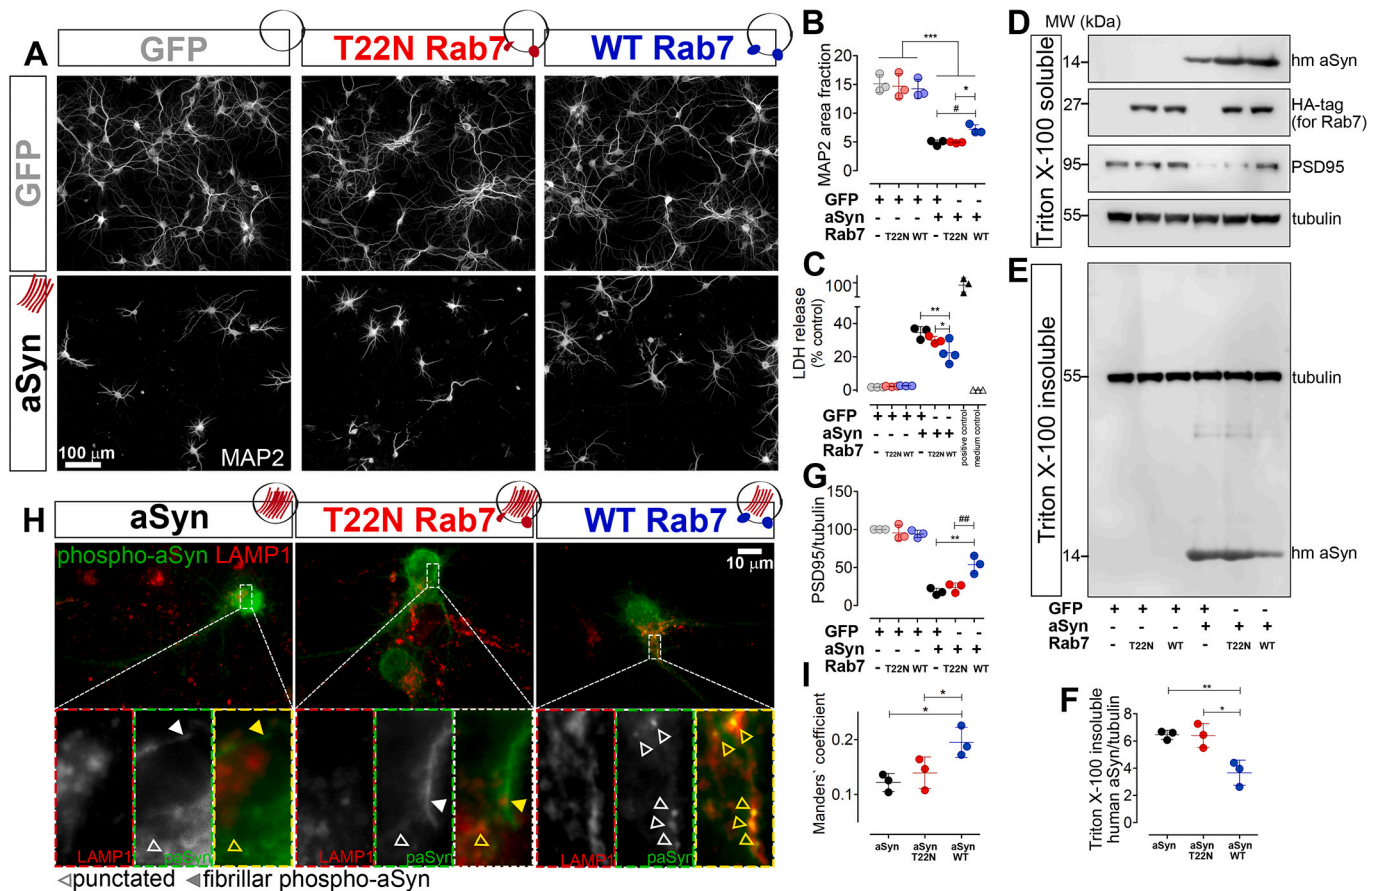 A
GFP
T22N Rab7
WT Rab7
GFP
aSyn
100 µm
MAP2
B
MAP2 area fraction
20
15
10
5
0
***
*
#
GFP + + + + - -
aSyn + + +
Rab7 - T22N WT - T22N WT
C
LDH release
(% control)
100
40
20
0
**
*
GFP + + + + - -
aSyn - - - + + +
Rab7 - T22N WT - T22N WT
positive control
medium control
G
PSD95/tubulin
150
100
50
0
##
**
GFP + + + + - -
aSyn - - - + + +
Rab7 - T22N WT - T22N WT
D
MW (kDa)
Triton X-100 soluble
14
hm aSyn
27
HA-tag
(for Rab7)
95
PSD95
55
tubulin
E
Triton X-100 insoluble
55
tubulin
14
hm aSyn
GFP + + + + - -
aSyn - - - + + +
Rab7 - T22N WT - T22N WT
H
aSyn
T22N Rab7
WT Rab7
phospho-aSyn LAMP1
10 µm
LAMP1
paSyn
LAMP1
paSyn
LAMP1
paSyn
punctated
fibrillar phospho-aSyn
I
Manders' coefficient
0.2
0.1
*
*
aSyn
aSyn
T22N
aSyn
WT
F
Triton X-100 insoluble
human aSyn/tubulin
8
6
4
2
0
**
*
aSyn
aSyn
T22N
aSyn
WT